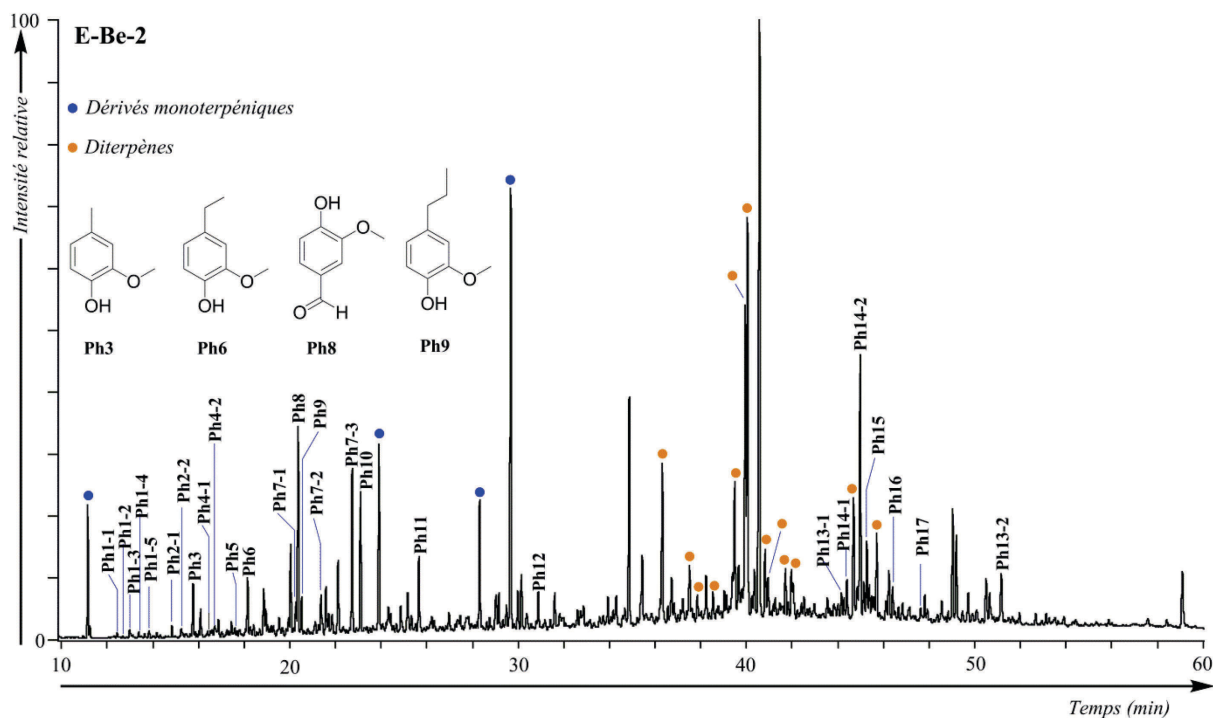 100
E-Be-2
Intensité relative
Dérivés monoterpéniques
Diterpènes
OH
O
O
H
O
OH
O
OH
O
OH
Ph3
Ph6
Ph8
Ph9
Ph1-1
Ph1-2
Ph1-3
Ph1-4
Ph1-5
Ph2-1
Ph2-2
Ph3
Ph4-1
Ph4-2
Ph5
Ph6
Ph7-1
Ph8
Ph9
Ph7-2
Ph7-3
Ph10
Ph11
Ph12
Ph13-1
Ph14-1
Ph14-2
Ph15
Ph16
Ph17
Ph13-2
0
10
20
30
40
50
60
Temps (min)